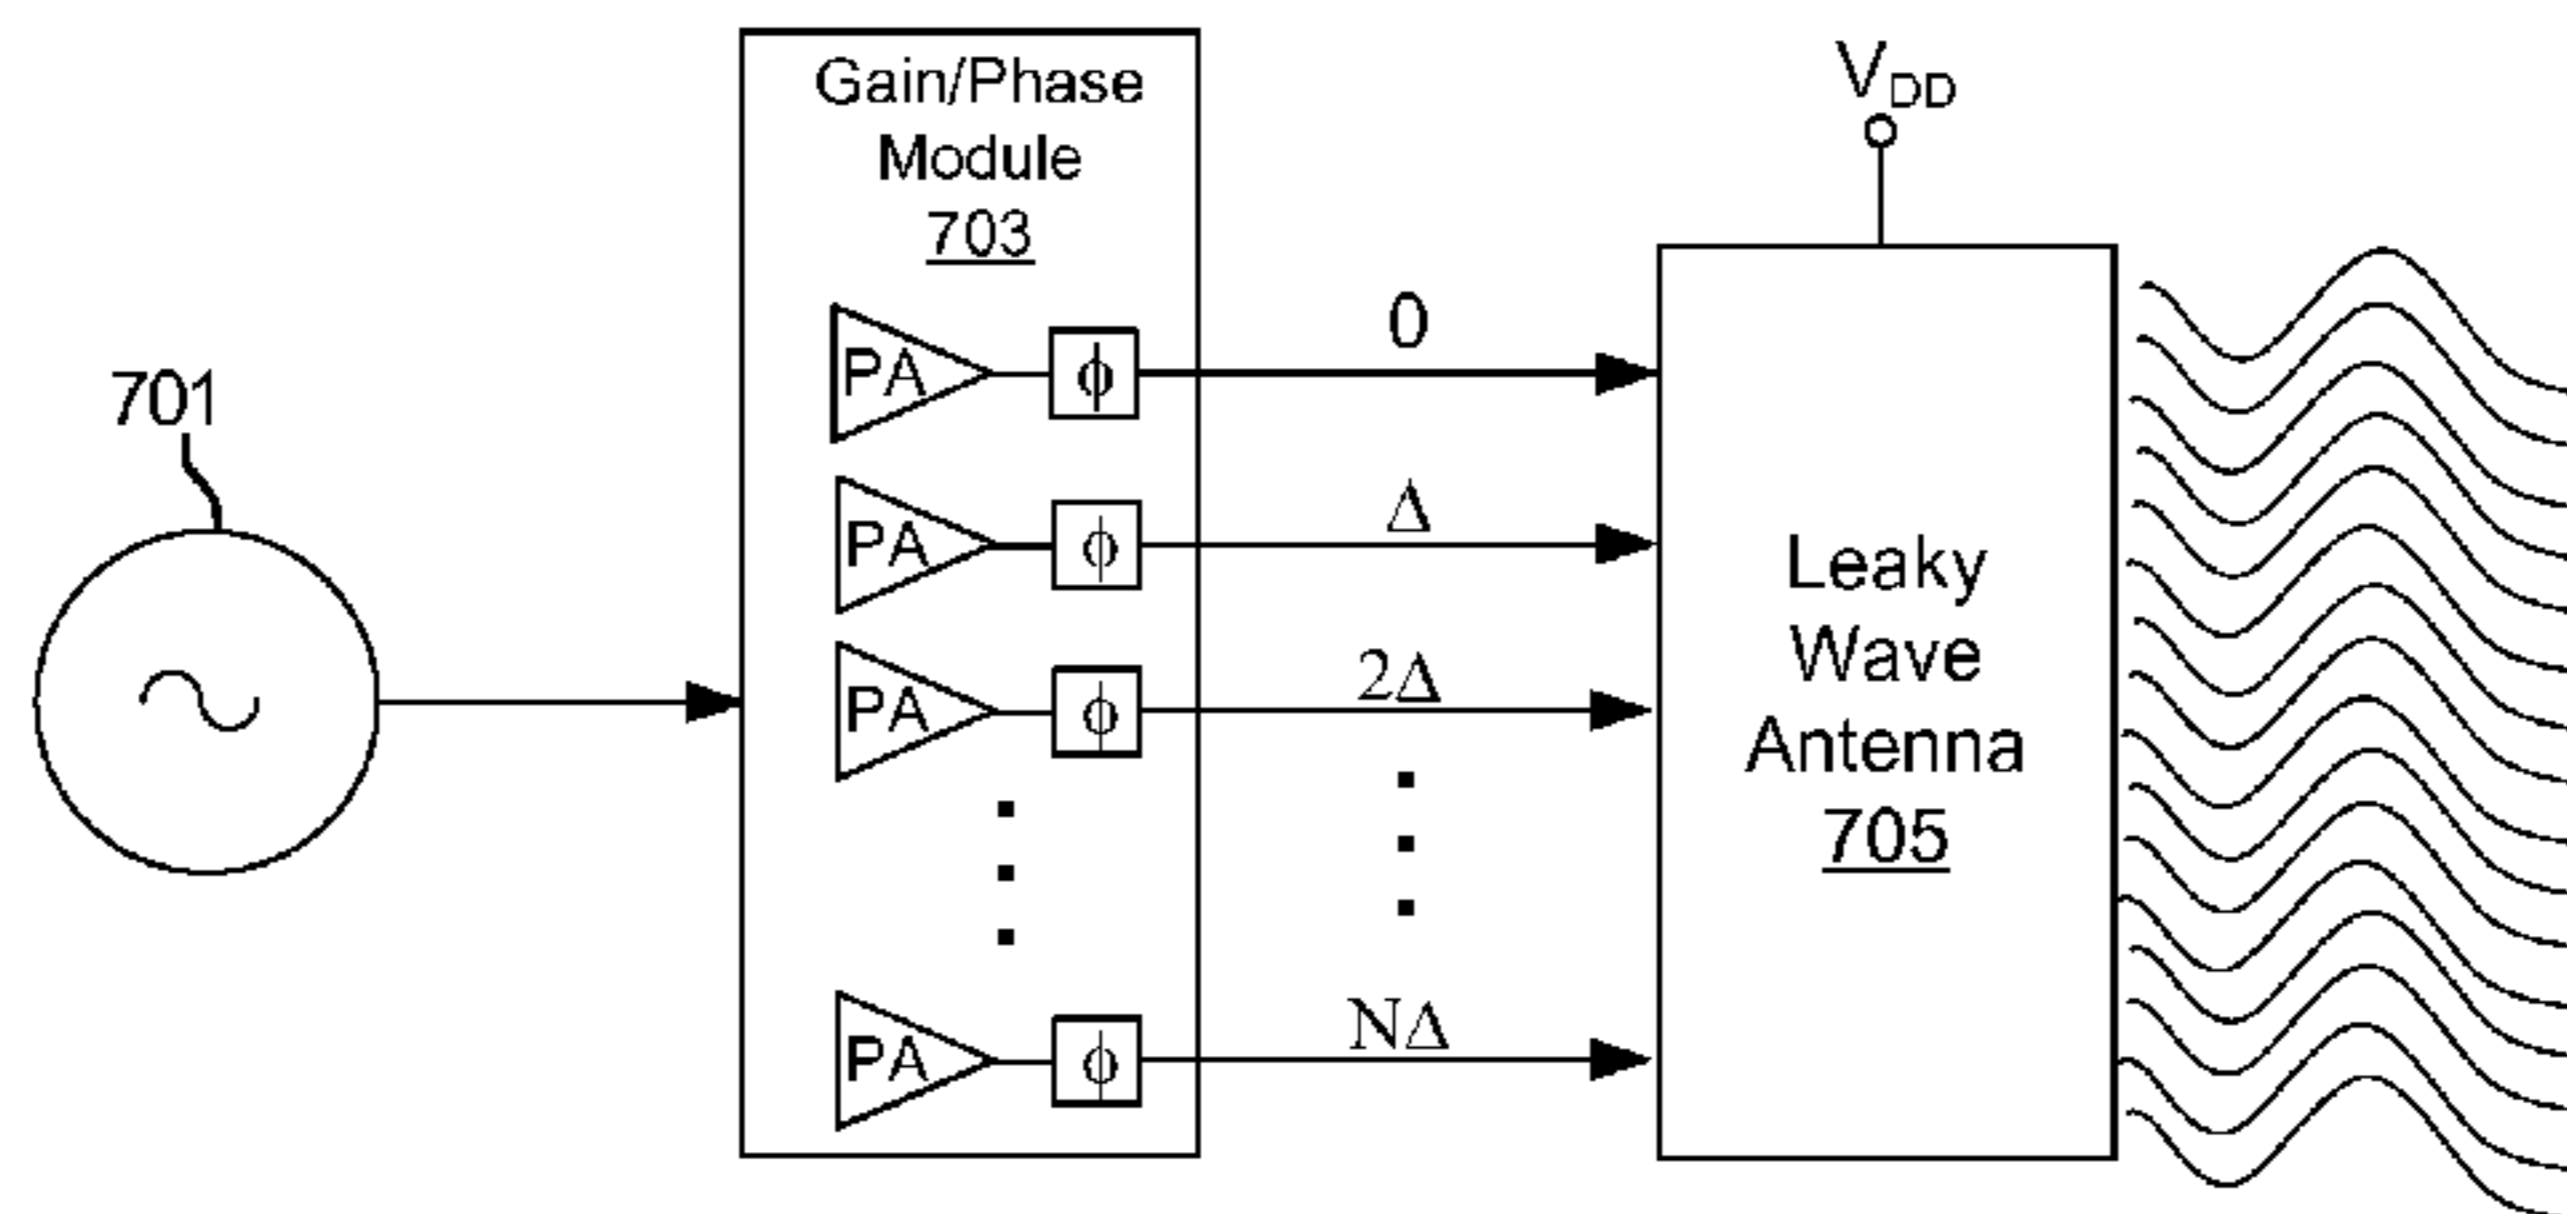 Gain/Phase
Module
703
V_DD
701
PA ϕ 0
PA ϕ Δ
PA ϕ 2Δ
PA ϕ NΔ
Leaky
Wave
Antenna
705